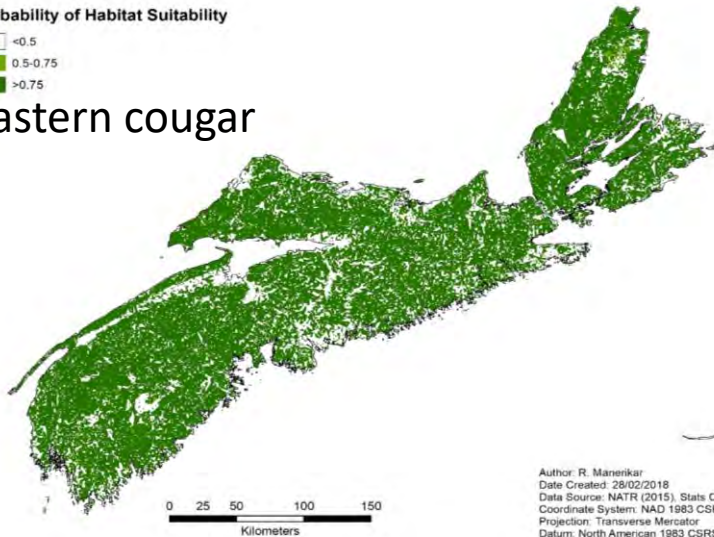 bability of Habitat Suitability
<0.5
0.5-0.75
>0.75
astern cougar
0 25 50 100 150
Kilometers
Author: R. Manerikar
Date Created: 28/02/2018
Data Source: NATR (2015), Stats C
Coordinate System: NAD 1983 CSR
Projection: Transverse Mercator
Datum: North American 1983 CSRS